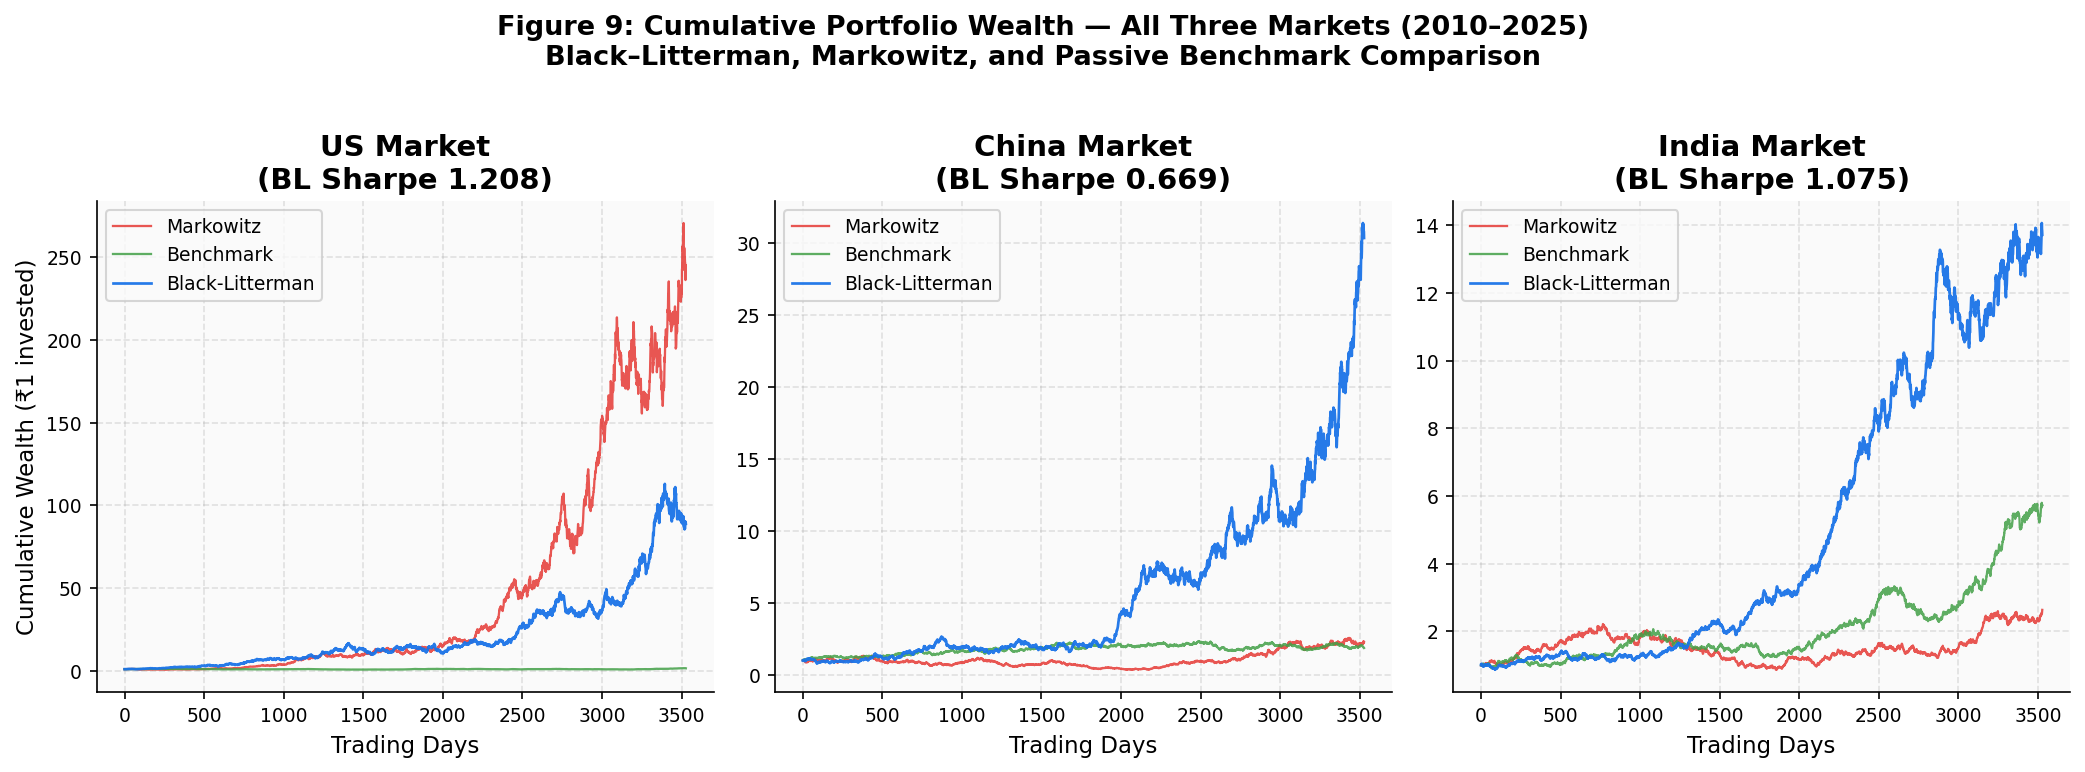 Figure 9: Cumulative Portfolio Wealth — All Three Markets (2010–2025)
Black–Litterman, Markowitz, and Passive Benchmark Comparison
US Market
(BL Sharpe 1.208)
Markowitz
Benchmark
Black-Litterman
Cumulative Wealth (₹1 invested)
250
200
150
100
50
0
0 500 1000 1500 2000 2500 3000 3500
Trading Days
China Market
(BL Sharpe 0.669)
Markowitz
Benchmark
Black-Litterman
30
25
20
15
10
5
0
0 500 1000 1500 2000 2500 3000 3500
Trading Days
India Market
(BL Sharpe 1.075)
Markowitz
Benchmark
Black-Litterman
14
12
10
8
6
4
2
0 500 1000 1500 2000 2500 3000 3500
Trading Days